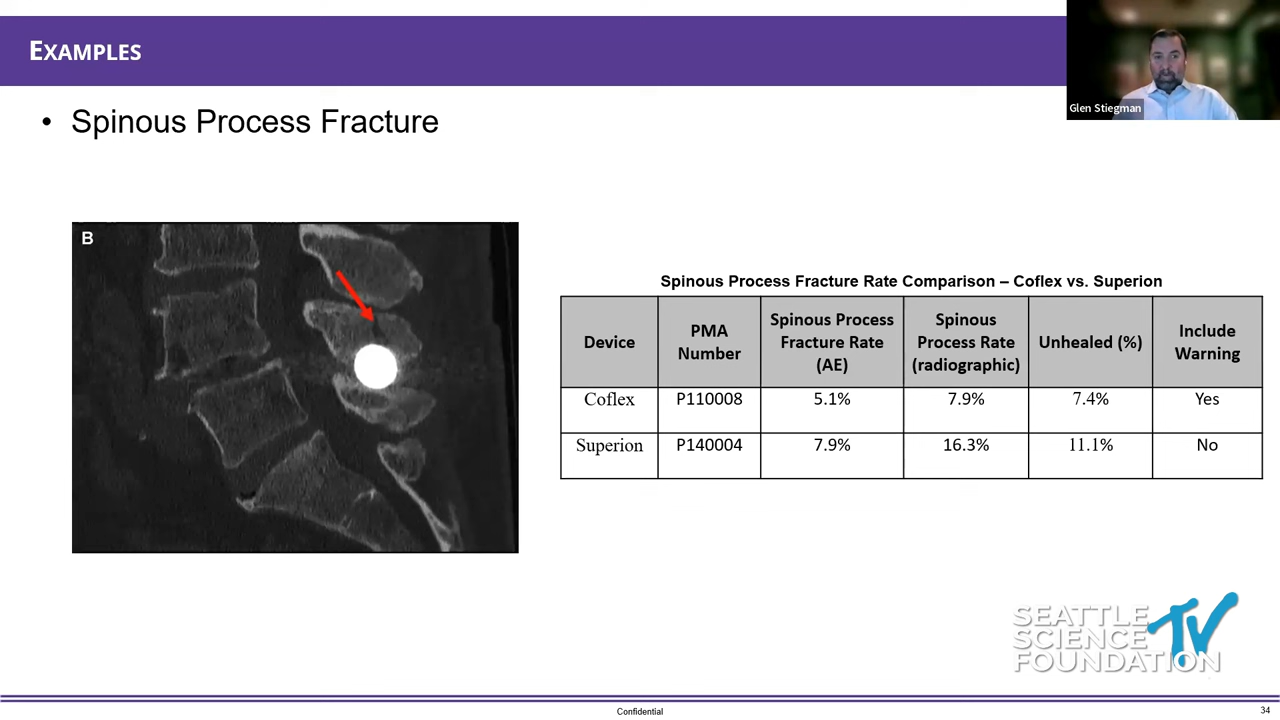 EXAMPLES
Glen Stiegman
• Spinous Process Fracture
B
Spinous Process Fracture Rate Comparison – Coflex vs. Superion
Device PMA Number Spinous Process Fracture Rate (AE) Spinous Process Rate (radiographic) Unhealed (%) Include Warning
Coflex P110008 5.1% 7.9% 7.4% Yes
Superion P140004 7.9% 16.3% 11.1% No
SEATTLE
SCIENCE
FOUNDATION
TV
Confidential
34